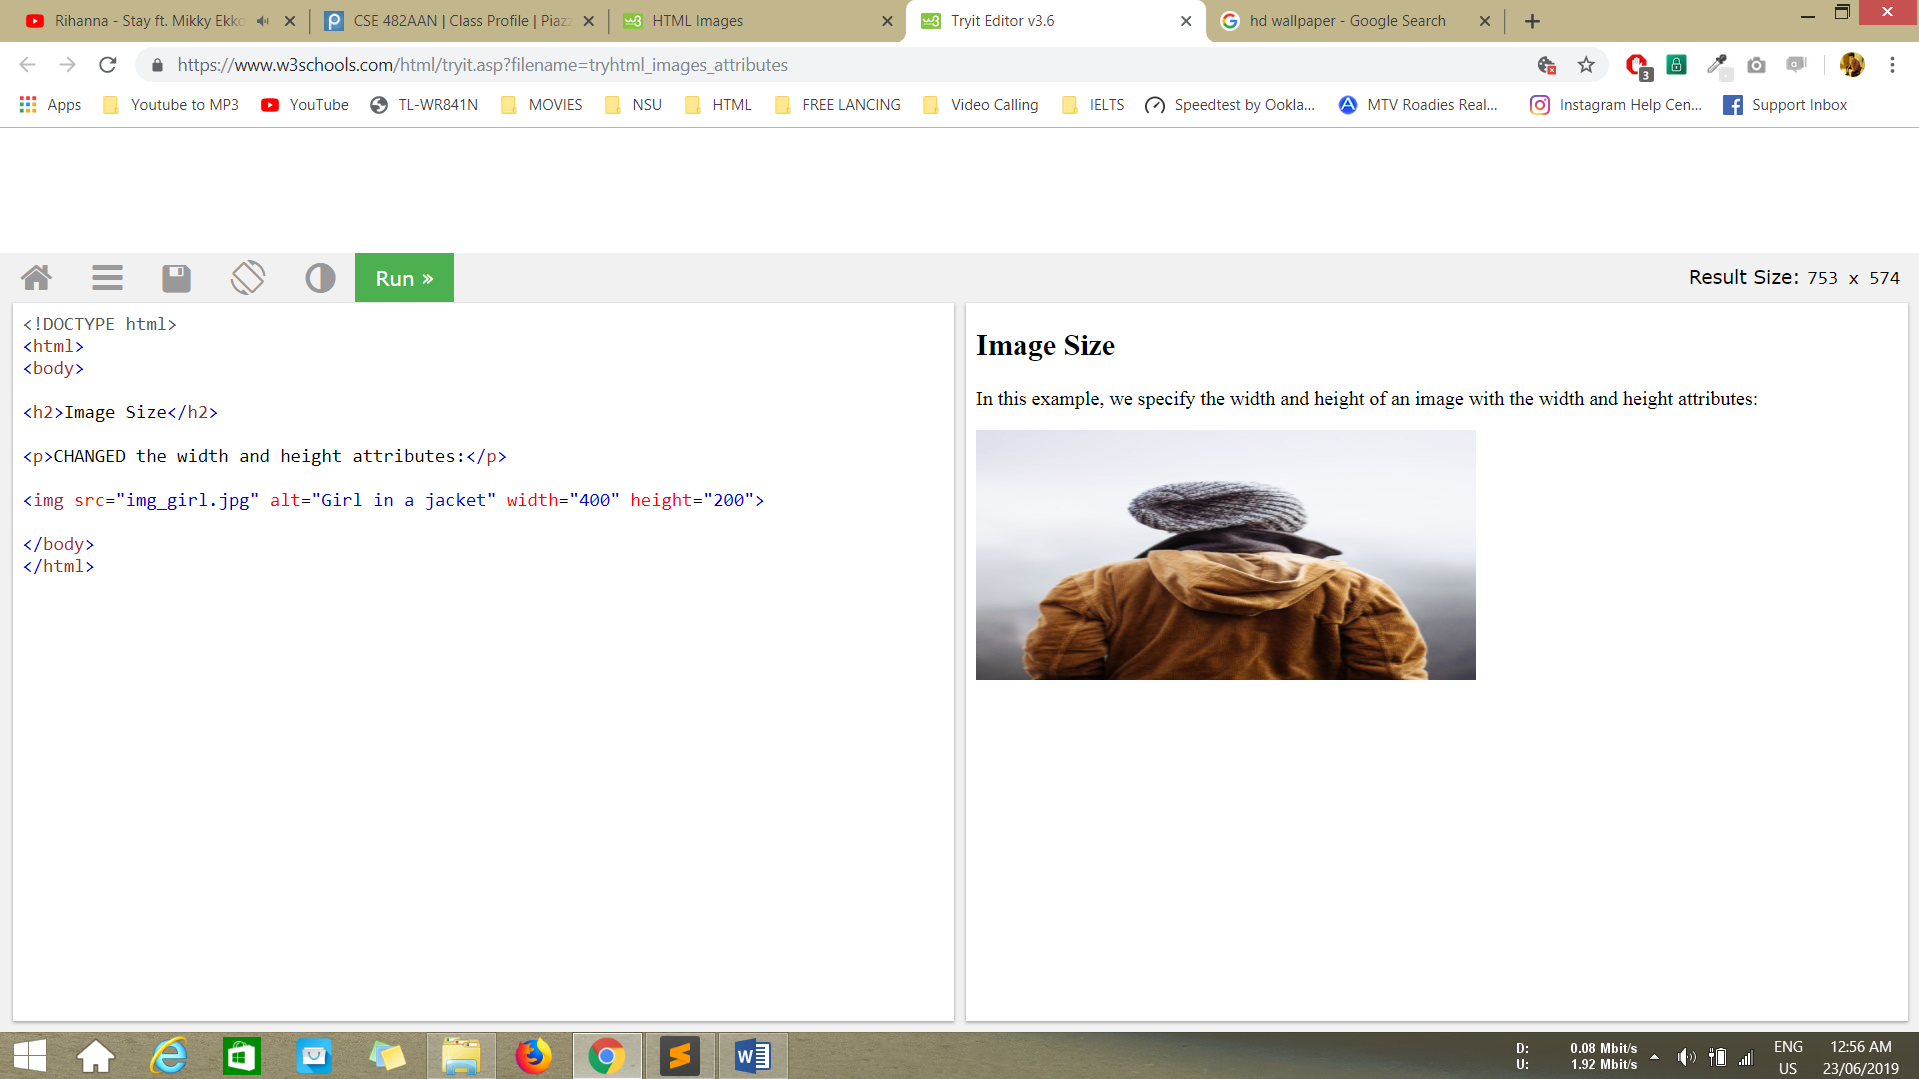 Rihanna - Stay ft. Mikky Ekko
CSE 482AAN | Class Profile | Piazz
HTML Images
Tryit Editor v3.6
hd wallpaper - Google Search
https://www.w3schools.com/html/tryit.asp?filename=tryhtml_images_attributes
3
Apps
Youtube to MP3
YouTube
TL-WR841N
MOVIES
NSU
HTML
FREE LANCING
Video Calling
IELTS
Speedtest by Ookla...
MTV Roadies Real...
Instagram Help Cen...
Support Inbox
Run »
Result Size: 753 x 574
<!DOCTYPE html>
<html>
<body>
<h2>Image Size</h2>
<p>CHANGED the width and height attributes:</p>
<img src="img_girl.jpg" alt="Girl in a jacket" width="400" height="200">
</body>
</html>
Image Size
In this example, we specify the width and height of an image with the width and height attributes:
D: 0.08 Mbit/s
U: 1.92 Mbit/s
ENG
US
12:56 AM
23/06/2019